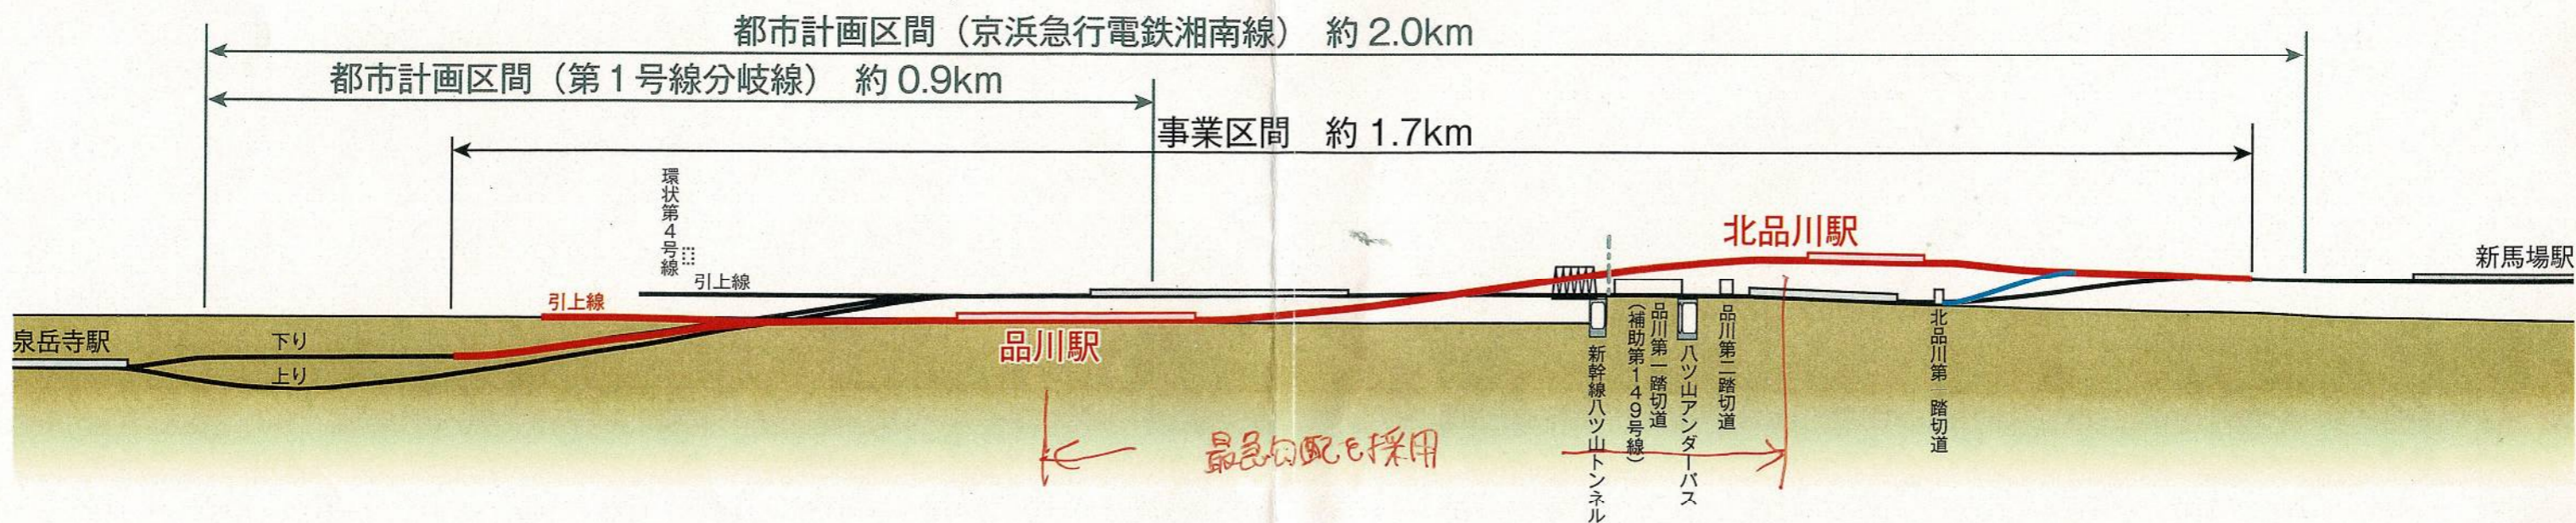 都市計画区間（京浜急行電鉄湘南線） 約 2.0km
都市計画区間（第１号線分岐線） 約 0.9km
事業区間 約 1.7km
環状第４号線
引上線
引上線
北品川駅
新馬場駅
泉岳寺駅
下り
上り
品川駅
新幹線八ツ山トンネル
品川第一踏切道
（補助第１４９号線）
八ツ山アンダーパス
品川第二踏切道
北品川第一踏切道
最急勾配を採用